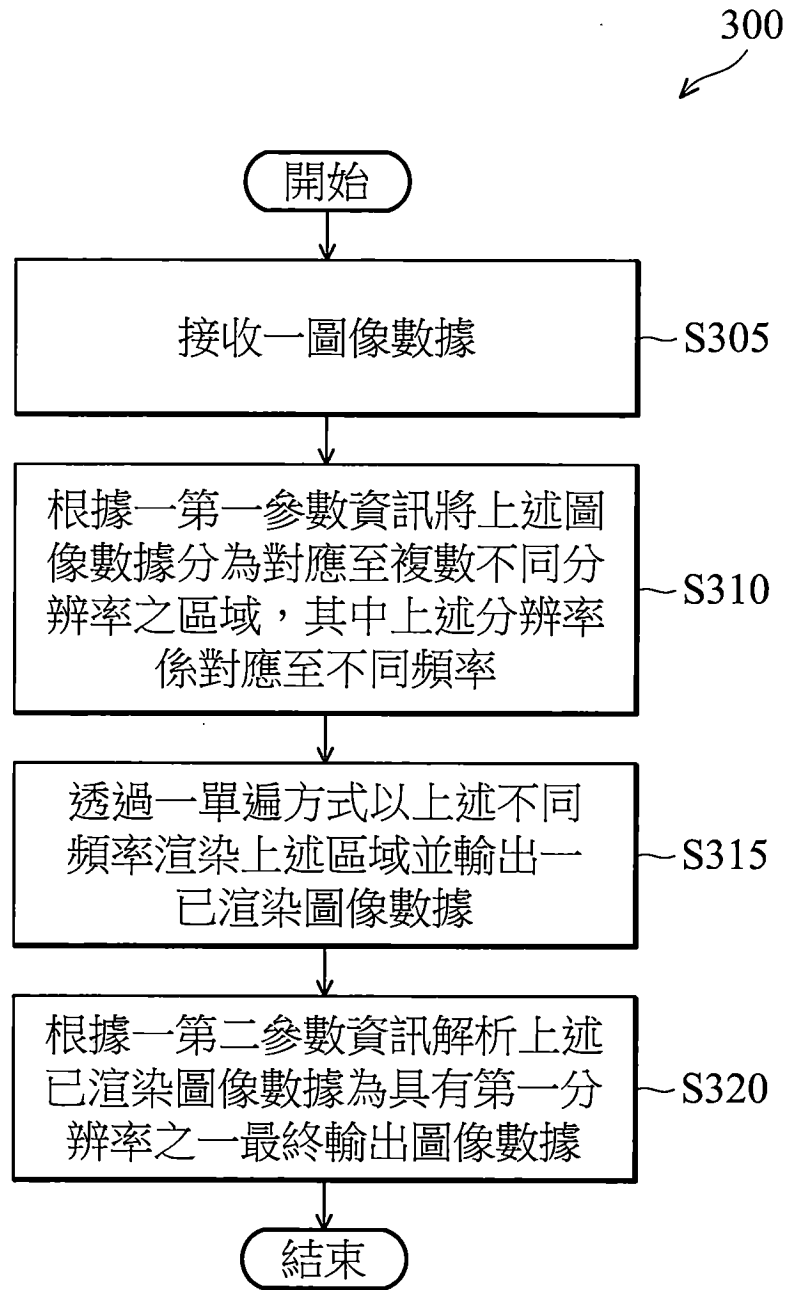 300
開始
接收一圖像數據
S305
根據一第一參數資訊將上述圖
像數據分為對應至複數不同分
辨率之區域，其中上述分辨率
係對應至不同頻率
S310
透過一單遍方式以上述不同
頻率渲染上述區域並輸出一
已渲染圖像數據
S315
根據一第二參數資訊解析上述
已渲染圖像數據為具有第一分
辨率之一最終輸出圖像數據
S320
結束